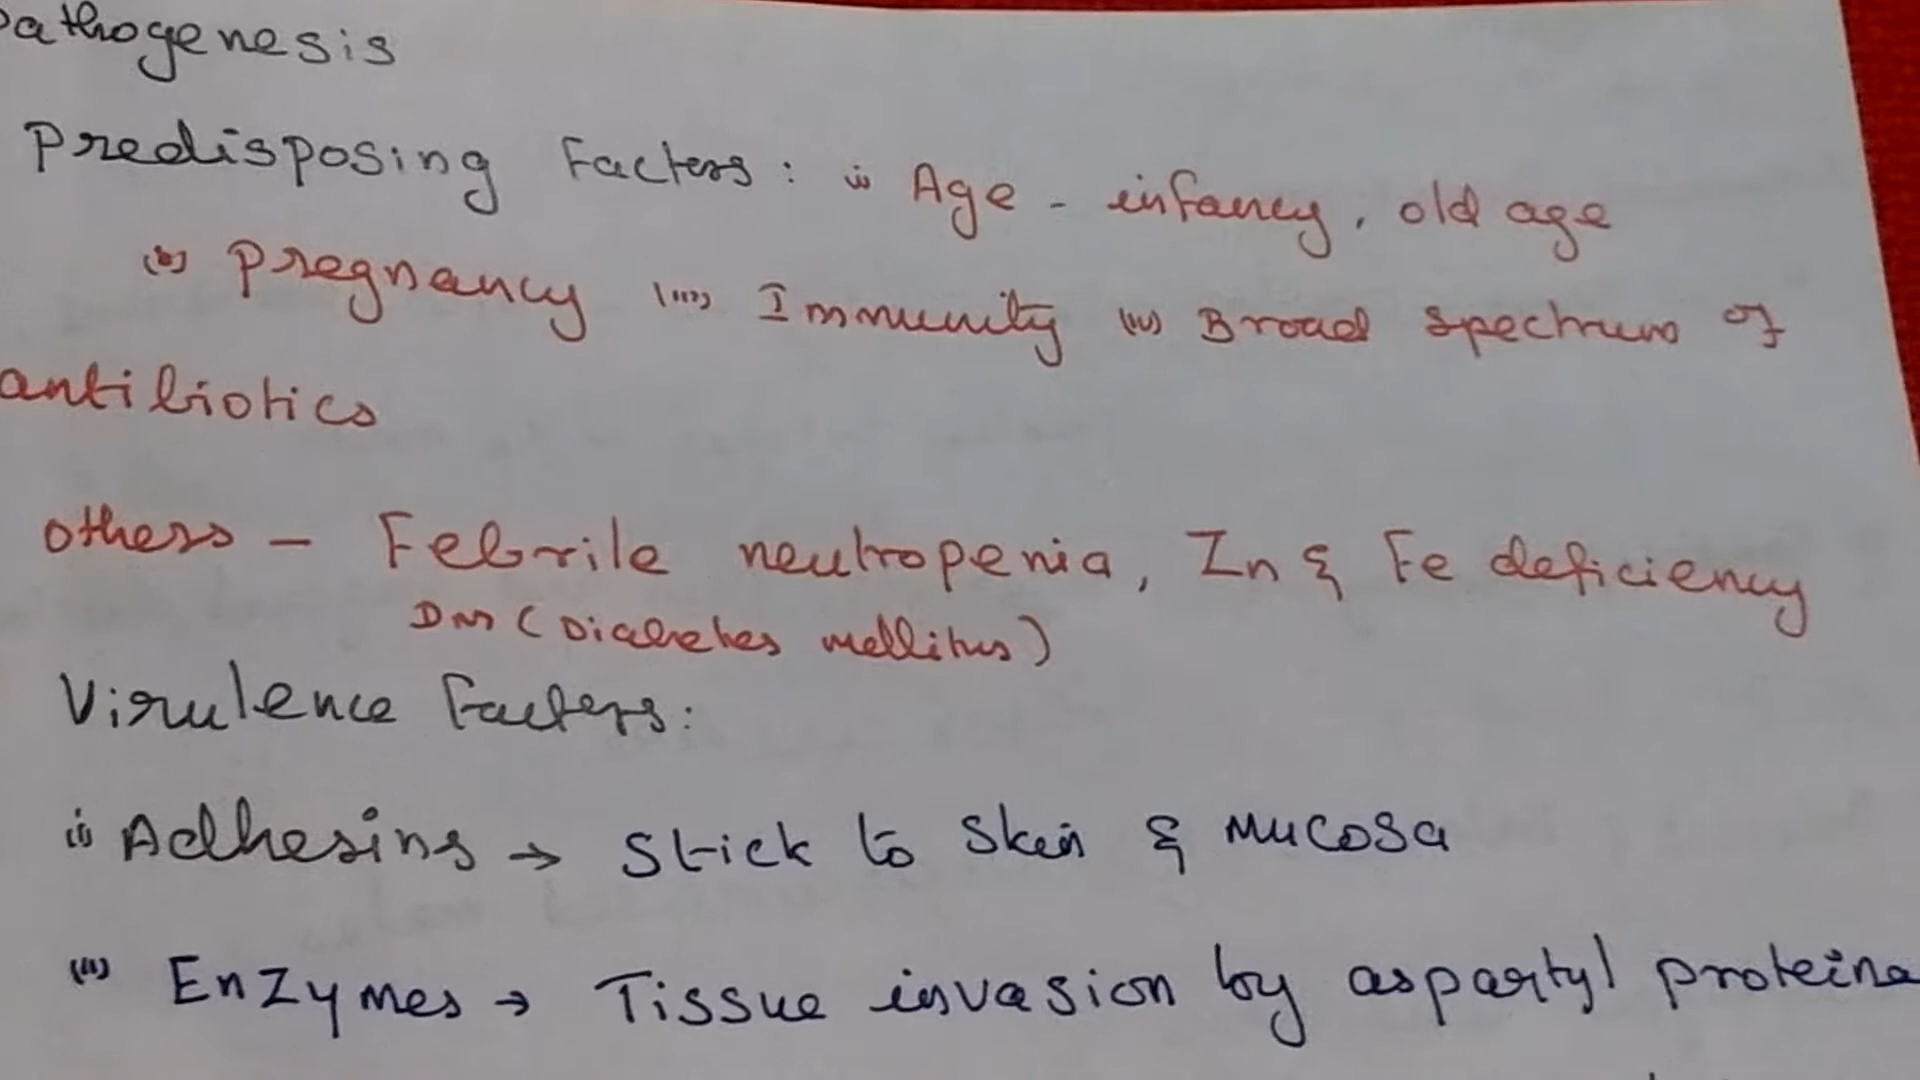 Pathogenesis
Predisposing Factors: (i) Age - infancy, old age
(ii) Pregnancy (iii) Immunity (iv) Broad spectrum of
antibiotics
others - Febrile neutropenia, Zn & Fe deficiency
DM (Diabetes mellitus)
Virulence Factors:
(i) Adhesins → Stick to skin & mucosa
(ii) Enzymes → Tissue invasion by aspartyl proteina